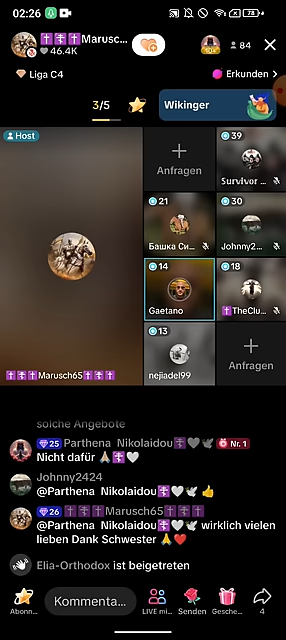 02:26
78
✝️☦️✝️Marusc...
46.4K
84
Liga C4
Erkunden >
3/5
Wikinger
Host
39
Anfragen
Survivor ...
21
30
Башка Си...
Johnny2...
14
18
Gaetano
✝️TheClu...
13
nejiadel99
Anfragen
✝️✝️✝️Marusch65✝️✝️✝️
solche Angebote
25 Parthena Nikolaidou☦️🤍🕊️ Nr. 1
Nicht dafür 🙏☦️🤍
Johnny2424
@Parthena Nikolaidou☦️🤍🕊️ 👍
26 ✝️☦️✝️Marusch65✝️☦️✝️
@Parthena Nikolaidou☦️🤍🕊️ wirklich vielen
lieben Dank Schwester 🙏❤️
Elia-Orthodox ist beigetreten
Kommenta...
Abonn...
LIVE mi...
Senden
Gesche...
4